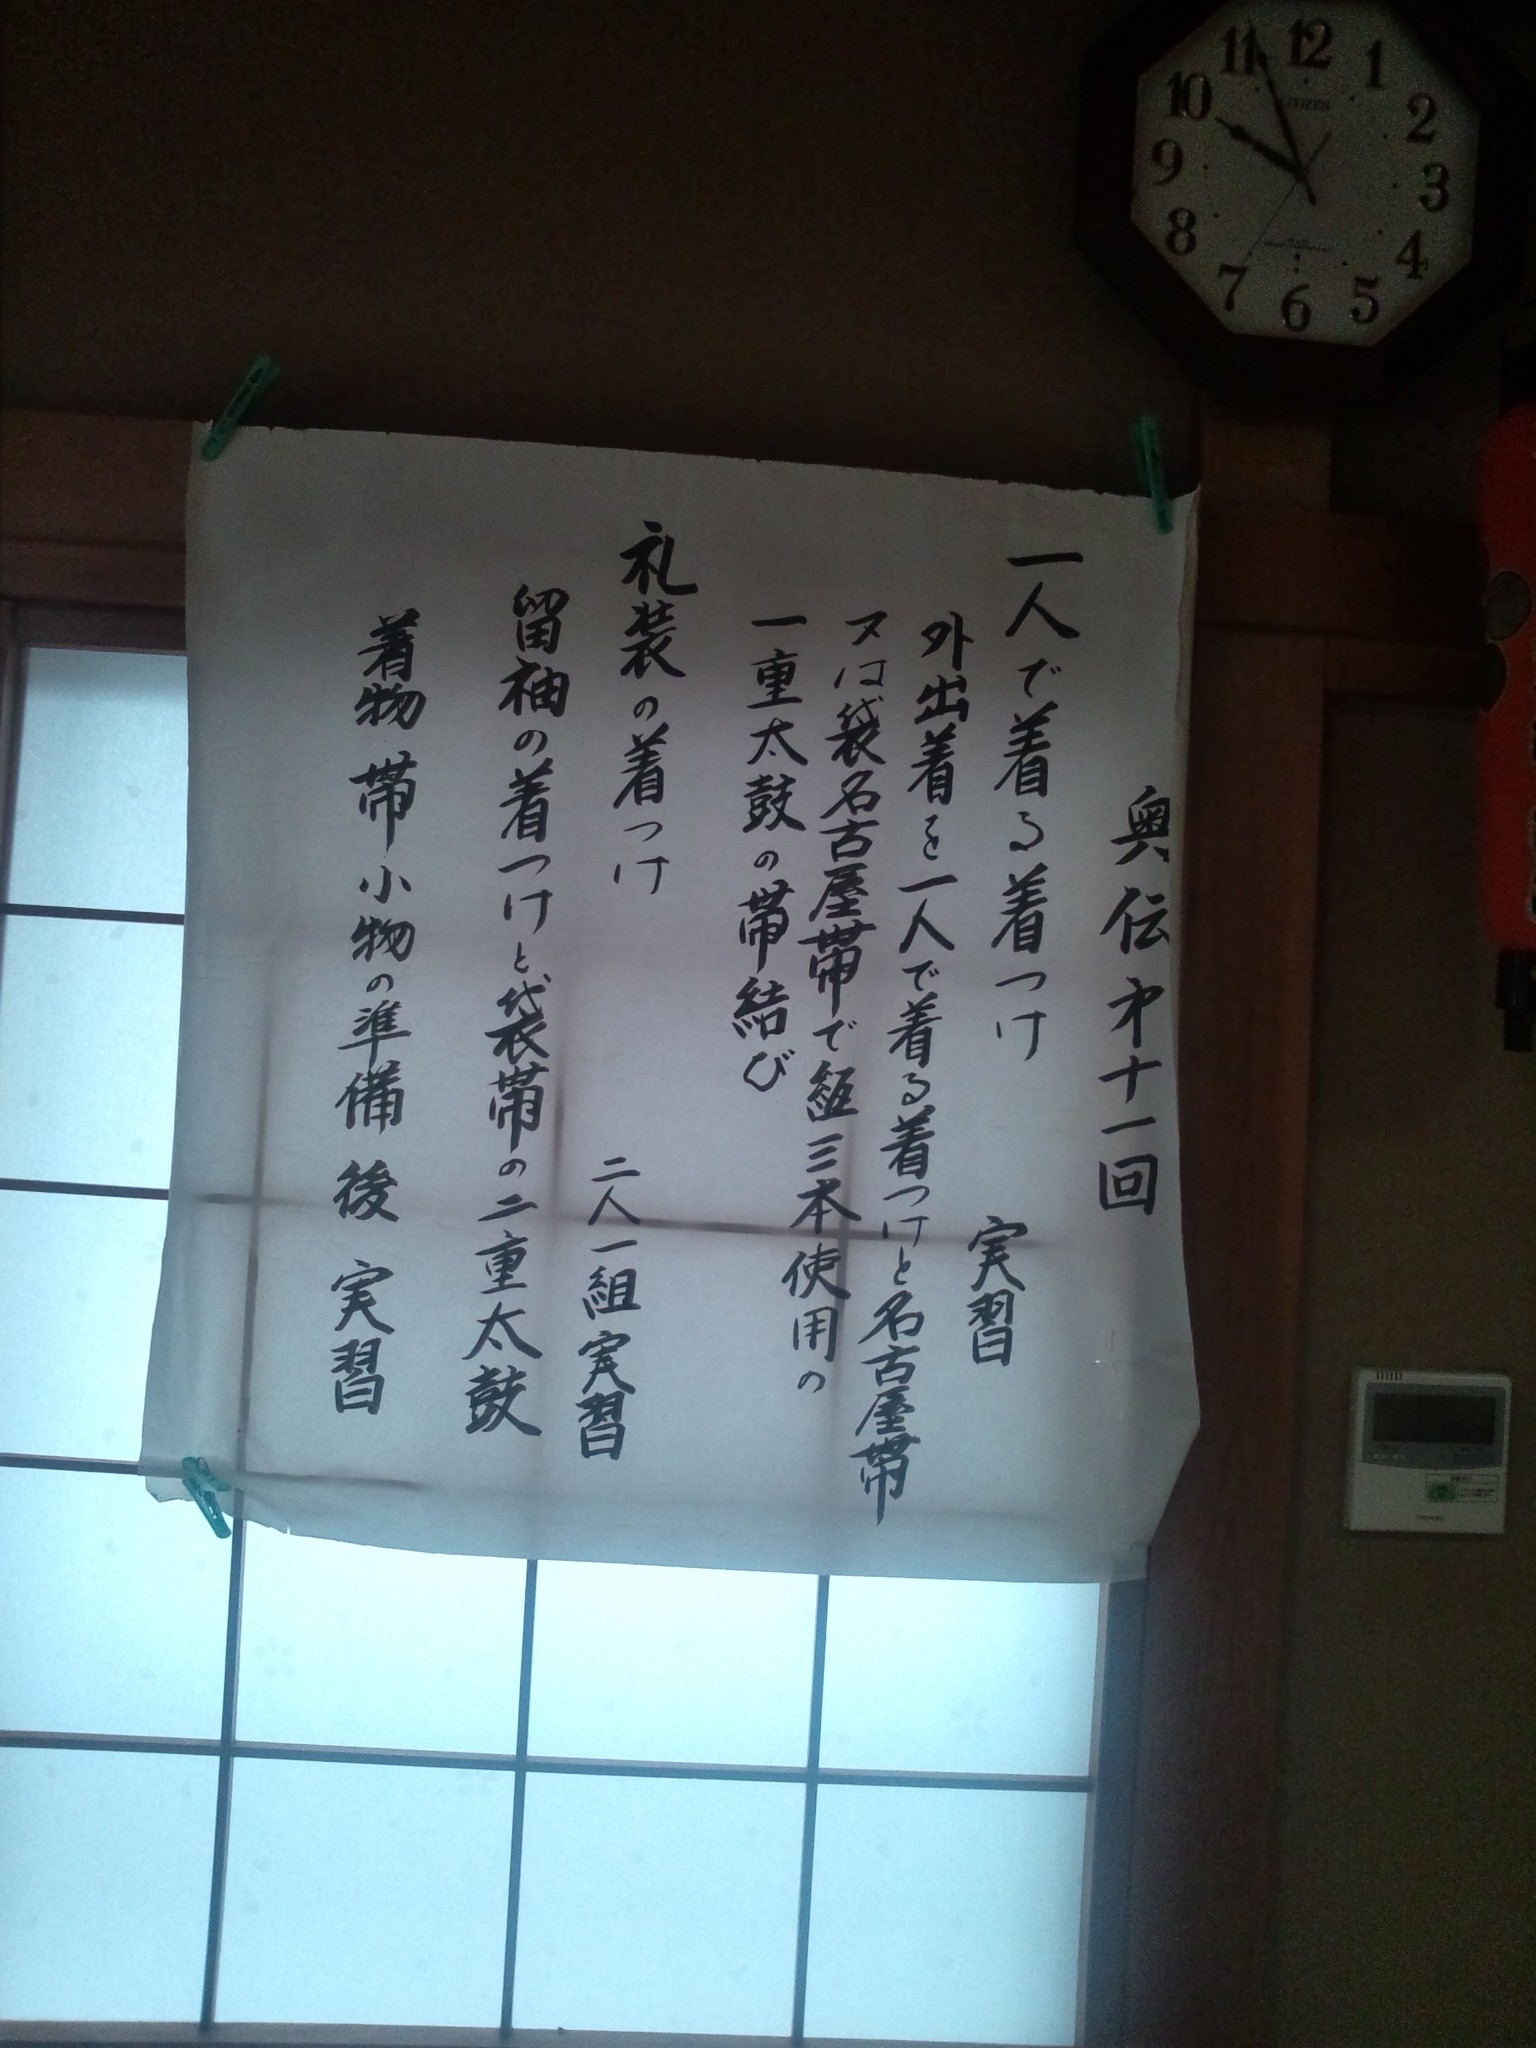 奥伝才十一回
一人で着る着つけ　実習
外出着を一人で着る着つけと名古屋帯
又は袋名古屋帯で紐三本使用の
一重太鼓の帯結び
礼装の着つけ　二人一組実習
留袖の着つけと袋帯の二重太鼓
着物 帯 小物の準備 後 実習
11 12 1
10 2
9 3
8 4
7 6 5
CITIZEN